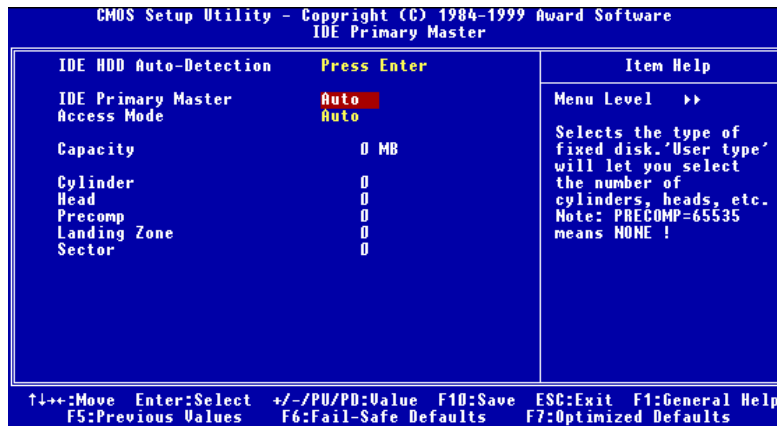 CMOS Setup Utility - Copyright (C) 1984-1999 Award Software
IDE Primary Master
IDE HDD Auto-Detection Press Enter
IDE Primary Master Auto
Access Mode Auto
Capacity 0 MB
Cylinder 0
Head 0
Precomp 0
Landing Zone 0
Sector 0
Item Help
Menu Level ▸▸
Selects the type of
fixed disk.'User type'
will let you select
the number of
cylinders, heads, etc.
Note: PRECOMP=65535
means NONE !
↑↓→←:Move Enter:Select +/-/PU/PD:Value F10:Save ESC:Exit F1:General Help
F5:Previous Values F6:Fail-Safe Defaults F7:Optimized Defaults